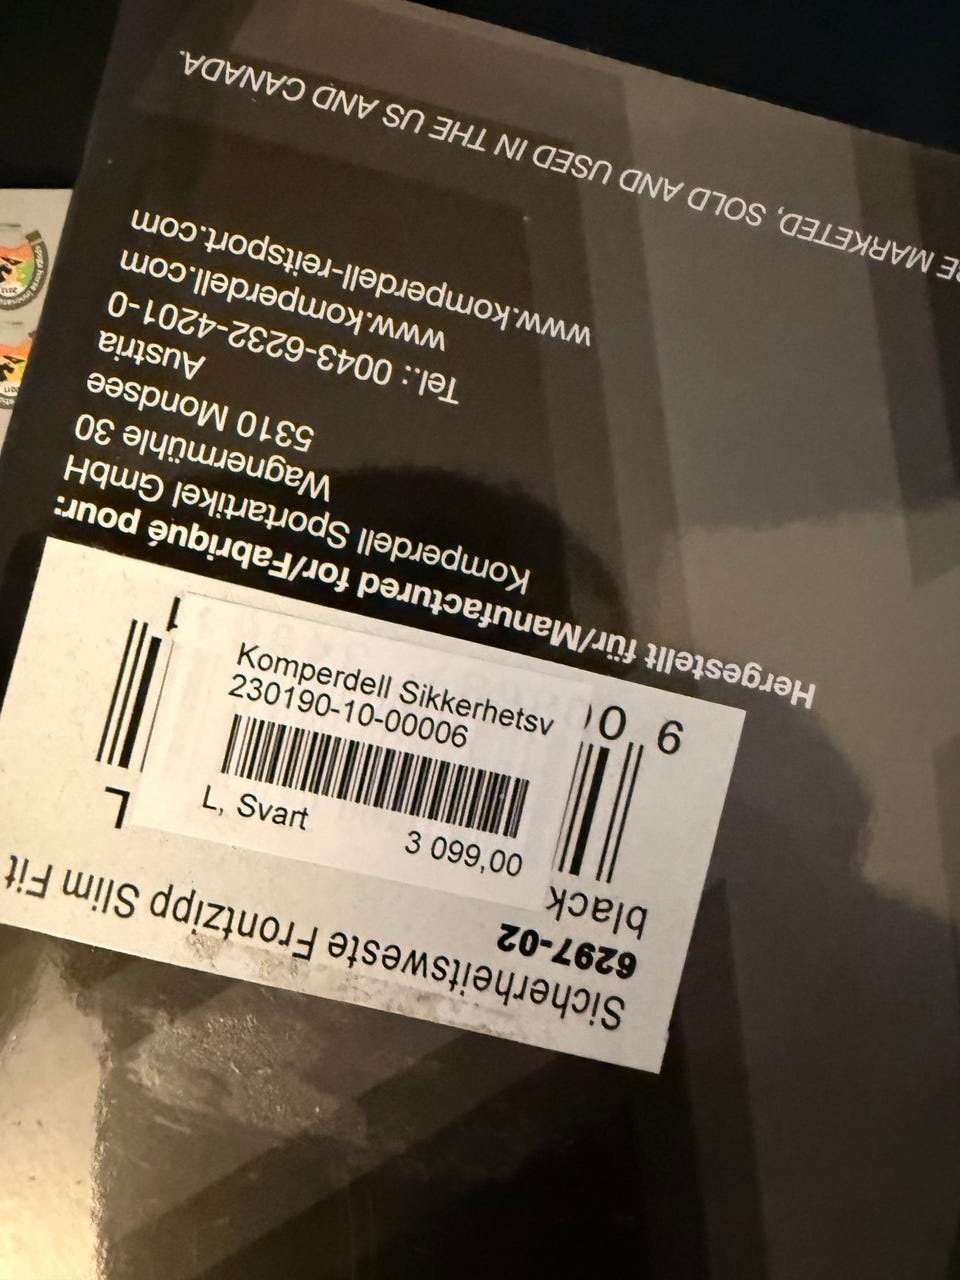 Komperdell Sikkerhetsv
230190-10-00006
L, Svart
3 099,00
Sicherheitsweste Frontzipp Slim Fit
6297-02
black
L
9 0
Hergestellt für/Manufactured for/Fabriqué pour:
Komperdell Sportartikel GmbH
Wagnermühle 30
5310 Mondsee
Austria
Tel.: 0043-6232-4201-0
www.komperdell.com
www.komperdell-reitsport.com
MARKETED, SOLD AND USED IN THE US AND CANADA.